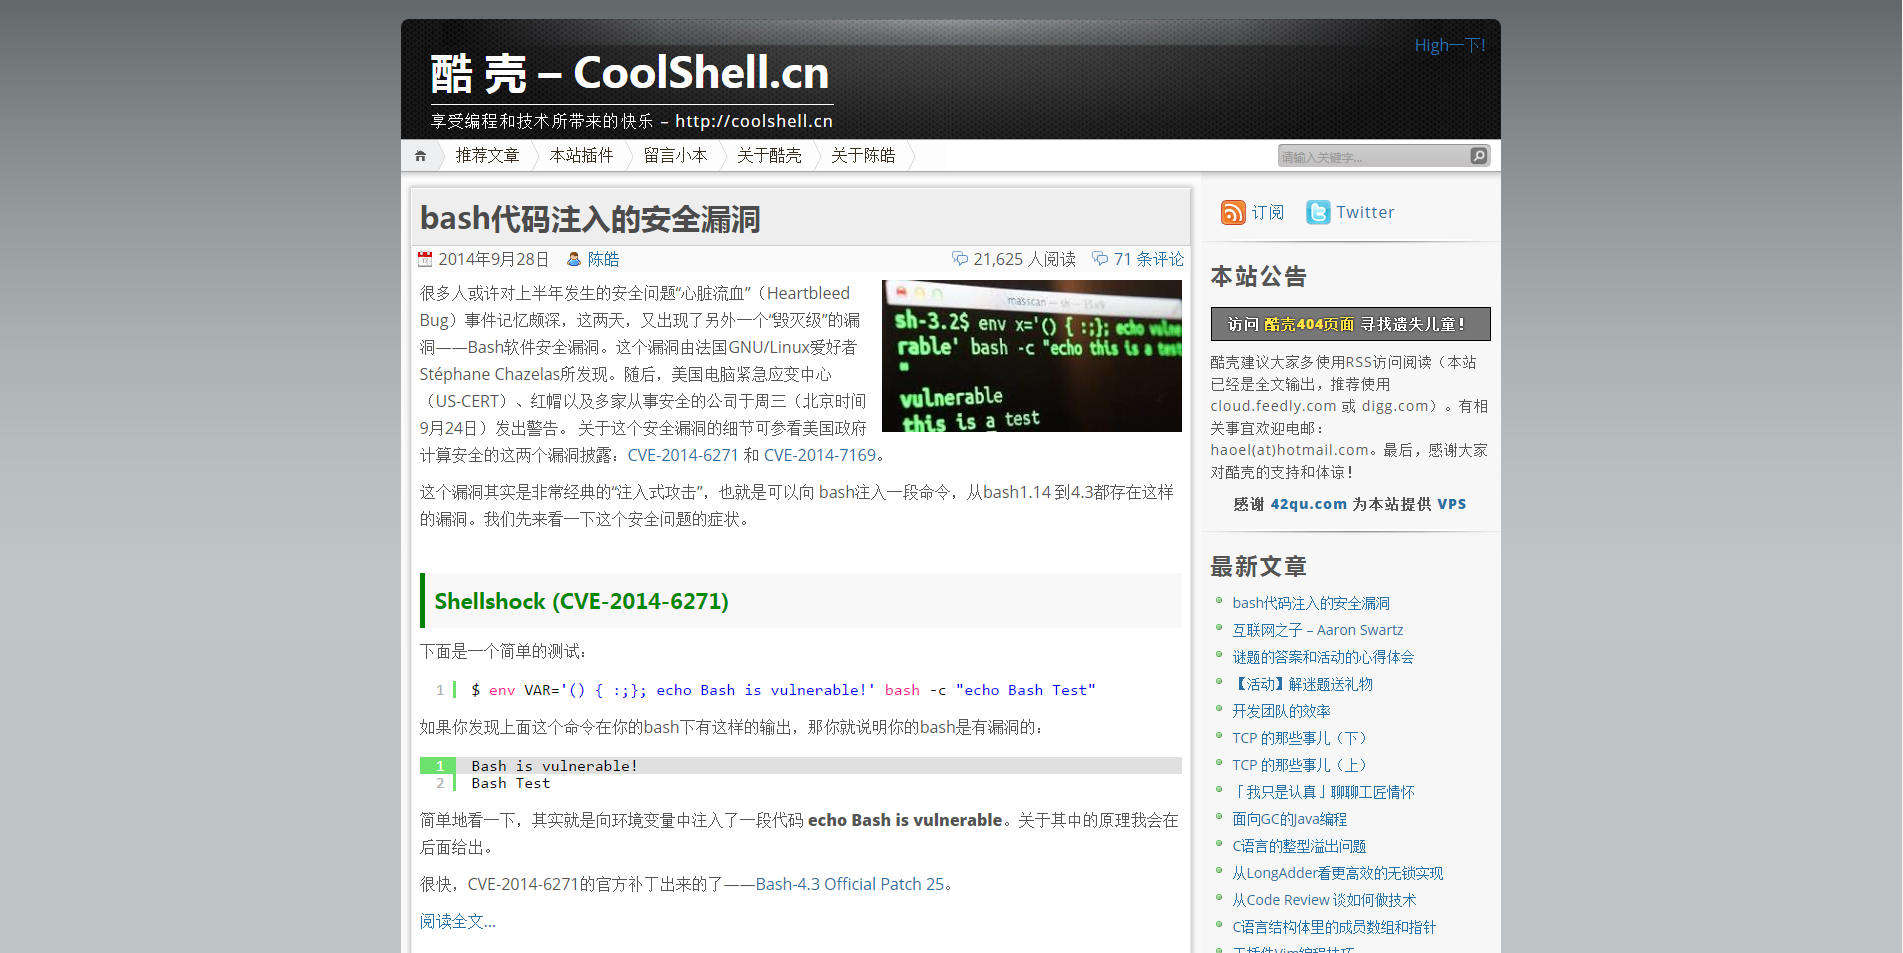 酷 壳 – CoolShell.cn
High一下!
享受编程和技术所带来的快乐 – http://coolshell.cn
推荐文章
本站插件
留言小本
关于酷壳
关于陈皓
请输入关键字...
bash代码注入的安全漏洞
2014年9月28日
陈皓
21,625 人阅读
71 条评论
很多人或许对上半年发生的安全问题“心脏流血”（Heartbleed
Bug）事件记忆颇深，这两天，又出现了另外一个“毁灭级”的漏
洞——Bash软件安全漏洞。这个漏洞由法国GNU/Linux爱好者
Stéphane Chazelas所发现。随后，美国电脑紧急应变中心
（US-CERT）、红帽以及多家从事安全的公司于周三（北京时间
9月24日）发出警告。 关于这个安全漏洞的细节可参看美国政府
计算安全的这两个漏洞披露：CVE-2014-6271 和 CVE-2014-7169。
masscan — sh —
sh-3.2$ env x='() { :;}; echo vulne
rable' bash -c "echo this is a test
"
vulnerable
this is a test
这个漏洞其实是非常经典的“注入式攻击”，也就是可以向 bash注入一段命令，从bash1.14 到4.3都存在这样
的漏洞。我们先来看一下这个安全问题的症状。
Shellshock (CVE-2014-6271)
下面是一个简单的测试：
1 $ env VAR='() { :;}; echo Bash is vulnerable!' bash -c "echo Bash Test"
如果你发现上面这个命令在你的bash下有这样的输出，那你就说明你的bash是有漏洞的：
1 Bash is vulnerable!
2 Bash Test
简单地看一下，其实就是向环境变量中注入了一段代码 echo Bash is vulnerable。关于其中的原理我会在
后面给出。
很快，CVE-2014-6271的官方补丁出来的了——Bash-4.3 Official Patch 25。
阅读全文...
订阅
Twitter
本站公告
访问 酷壳404页面 寻找遗失儿童！
酷壳建议大家多使用RSS访问阅读（本站
已经是全文输出，推荐使用
cloud.feedly.com 或 digg.com）。有相
关事宜欢迎电邮：
haoel(at)hotmail.com。最后，感谢大家
对酷壳的支持和体谅！
感谢 42qu.com 为本站提供 VPS
最新文章
bash代码注入的安全漏洞
互联网之子 – Aaron Swartz
谜题的答案和活动的心得体会
【活动】解迷题送礼物
开发团队的效率
TCP 的那些事儿（下）
TCP 的那些事儿（上）
「我只是认真」聊聊工匠情怀
面向GC的Java编程
C语言的整型溢出问题
从LongAdder看更高效的无锁实现
从Code Review 谈如何做技术
C语言结构体里的成员数组和指针
无插件Vim编程技巧